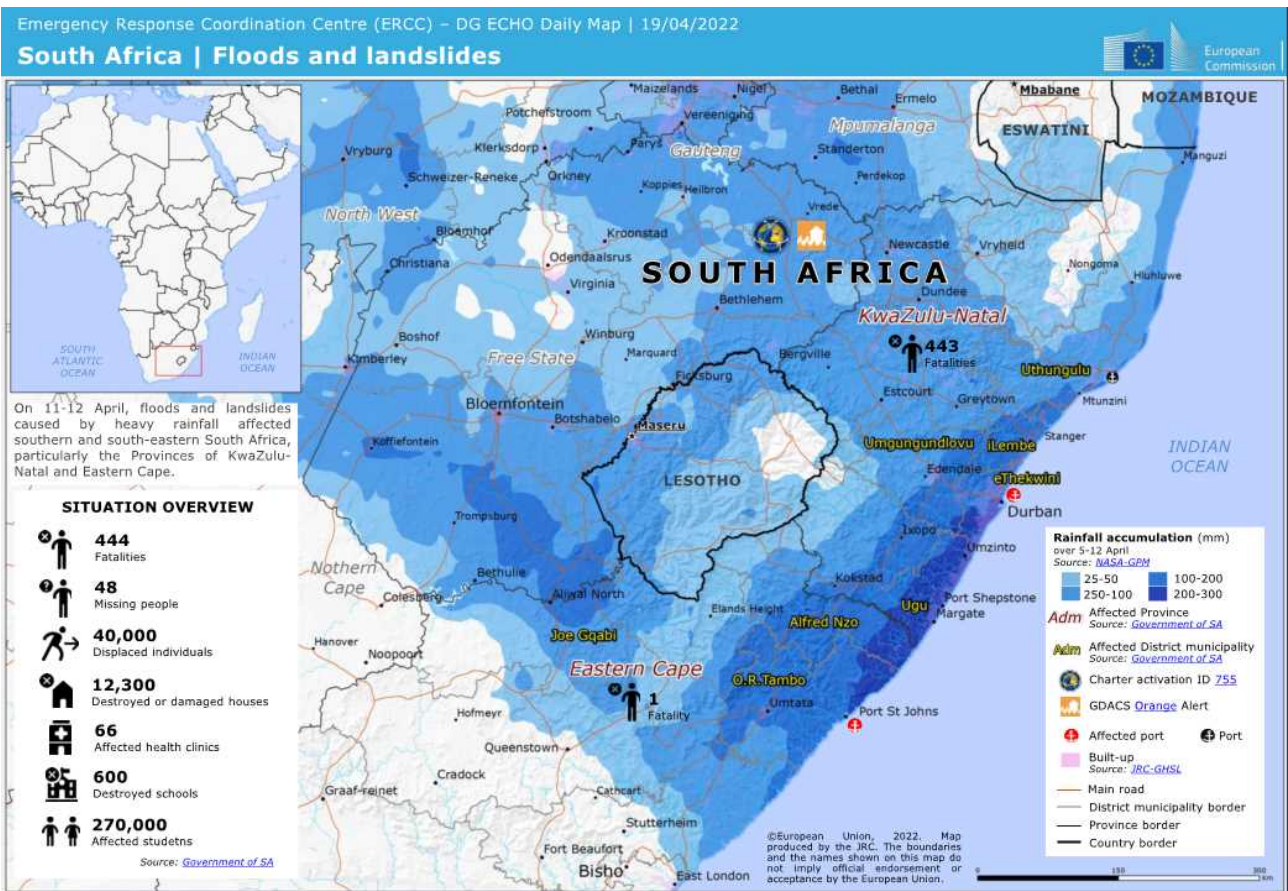 Emergency Response Coordination Centre (ERCC) – DG ECHO Daily Map | 19/04/2022
South Africa | Floods and landslides
European
Commission
SOUTH
ATLANTIC
OCEAN
INDIAN
OCEAN
On 11-12 April, floods and landslides
caused by heavy rainfall affected
southern and south-eastern South Africa,
particularly the Provinces of KwaZulu-
Natal and Eastern Cape.
SITUATION OVERVIEW
444
Fatalities
48
Missing people
40,000
Displaced individuals
12,300
Destroyed or damaged houses
66
Affected health clinics
600
Destroyed schools
270,000
Affected studetns
Source: Government of SA
Maizelands
Nigel
Bethal
Ermelo
Mbabane
MOZAMBIQUE
Potchefstroom
Vereeniging
Mpumalanga
ESWATINI
Vryburg
Klerksdorp
Parys
Gauteng
Standerton
Manguzi
Schweizer-Reneke
Orkney
Koppies
Heilbron
Perdekop
North West
Vrede
Bloemhof
Kroonstad
Newcastle
Vryheid
Christiana
Odendaalsrus
SOUTH AFRICA
Nongoma
Hluhluwe
Virginia
Bethlehem
Dundee
KwaZulu-Natal
Boshof
Winburg
443
Fatalities
Kimberley
Free State
Marquard
Bergville
Uthungulu
Ficksburg
Estcourt
Greytown
Mtunzini
Bloemfontein
Botshabelo
Maseru
Koffiefontein
Umgungundlovu
iLembe
Stanger
INDIAN
OCEAN
LESOTHO
Edendale
eThekwini
Durban
Trompsburg
Ixopo
Umzinto
Nothern
Cape
Bethulie
Kokstad
Colesberg
Aliwal North
Elands Height
Ugu
Port Shepstone
Margate
Joe Gqabi
Alfred Nzo
Hanover
Noopoort
Eastern Cape
O.R.Tambo
1
Fatality
Umtata
Port St Johns
Hofmeyr
Queenstown
Cradock
Graaf-reinet
Cathcart
Stutterheim
Fort Beaufort
Bisho
East London
Rainfall accumulation (mm)
over 5-12 April
Source: NASA-GPM
25-50 100-200
250-100 200-300
Adm Affected Province
Source: Government of SA
Adm Affected District municipality
Source: Government of SA
Charter activation ID 755
GDACS Orange Alert
Affected port Port
Built-up
Source: JRC-GHSL
Main road
District municipality border
Province border
Country border
©European Union, 2022. Map
produced by the JRC. The boundaries
and the names shown on this map do
not imply official endorsement or
acceptance by the European Union.
0 150 300
km